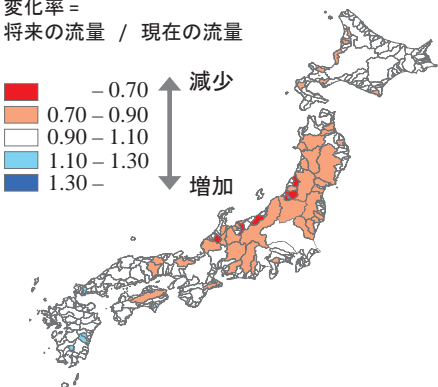 変化率 =
将来の流量 / 現在の流量
– 0.70
減少
0.70 – 0.90
0.90 – 1.10
1.10 – 1.30
1.30 –
増加